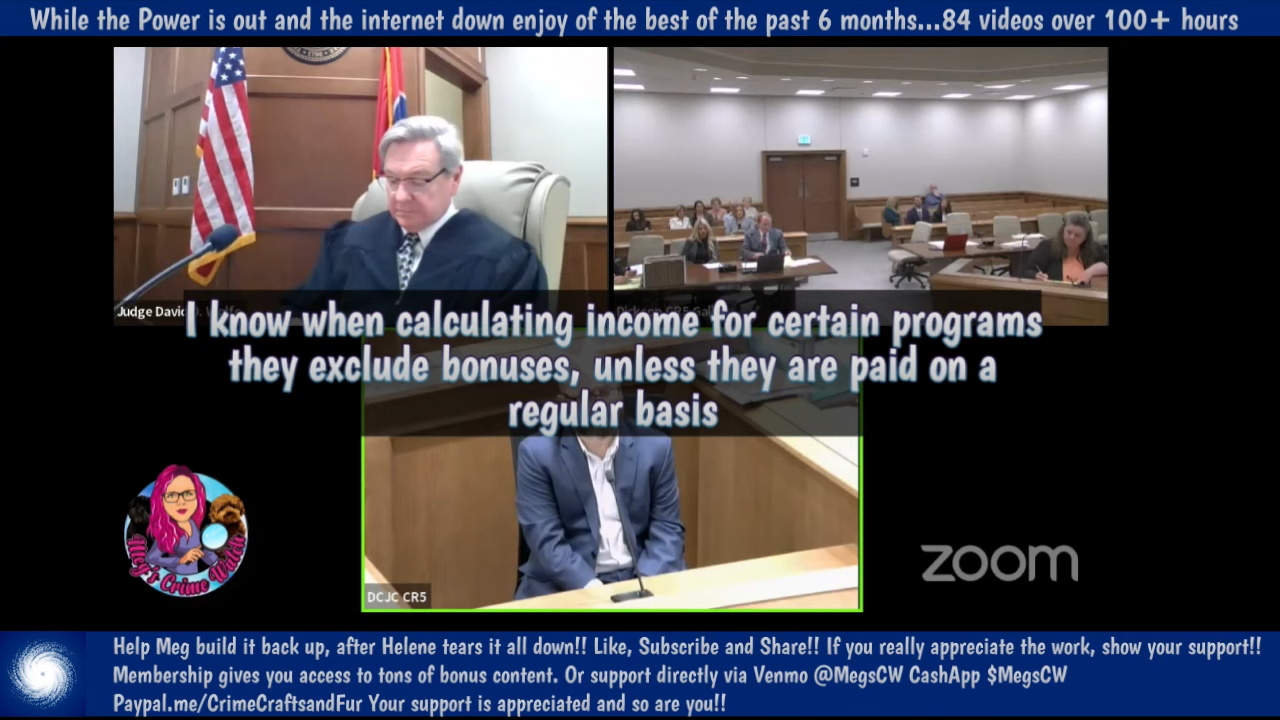 While the Power is out and the internet down enjoy of the best of the past 6 months...84 videos over 100+ hours
Judge David
I know when calculating income for certain programs
they exclude bonuses, unless they are paid on a
regular basis
Meg's Crime Watch
zoom
DCJC CR5
Help Meg build it back up, after Helene tears it all down!! Like, Subscribe and Share!! If you really appreciate the work, show your support!!
Membership gives you access to tons of bonus content. Or support directly via Venmo @MegsCW CashApp $MegsCW
Paypal.me/CrimeCraftsandFur Your support is appreciated and so are you!!